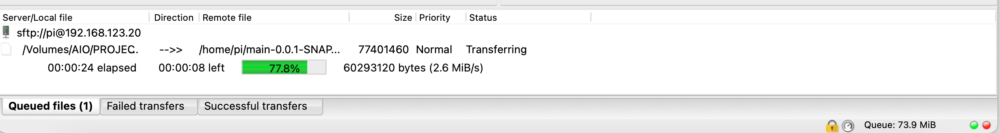 Server/Local file Direction Remote file Size Priority Status
sftp://pi@192.168.123.20
/Volumes/AIO/PROJEC.. -->> /home/pi/main-0.0.1-SNAP... 77401460 Normal Transferring
00:00:24 elapsed 00:00:08 left 77.8% 60293120 bytes (2.6 MiB/s)
Queued files (1) Failed transfers Successful transfers
Queue: 73.9 MiB